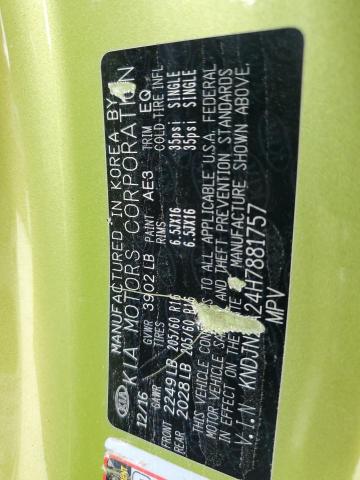 KIA
MANUFACTURED IN KOREA BY
KIA MOTORS CORPORATION
12/16 GVWR 3902 LB PAINT AE3 TRIM EQ
GAWR TIRES RIMS COLD TIRE INFL
FRONT 2249 LB 205/60 R16 6.5JX16 35psi SINGLE
REAR 2028 LB 205/60 R16 6.5JX16 35psi SINGLE
THIS VEHICLE CONFORMS TO ALL APPLICABLE U.S.A. FEDERAL
MOTOR VEHICLE AND THEFT PREVENTION STANDARDS
IN EFFECT ON THE DATE MANUFACTURE SHOWN ABOVE.
V.I.N KNDJN 24H7881757
MPV